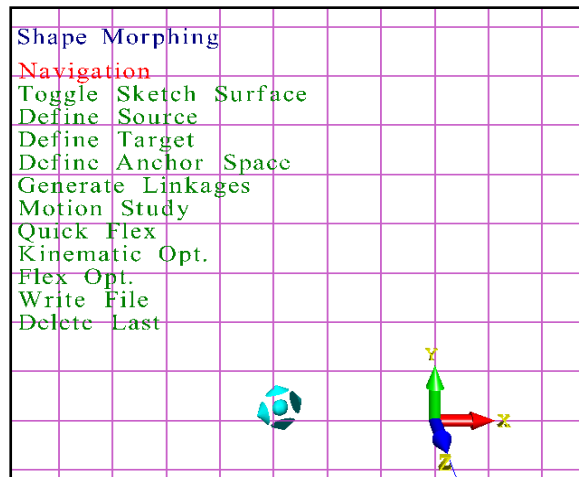 Shape Morphing
Navigation
Toggle Sketch Surface
Define Source
Define Target
Define Anchor Space
Generate Linkages
Motion Study
Quick Flex
Kinematic Opt.
Flex Opt.
Write File
Delete Last
Y
X
Z